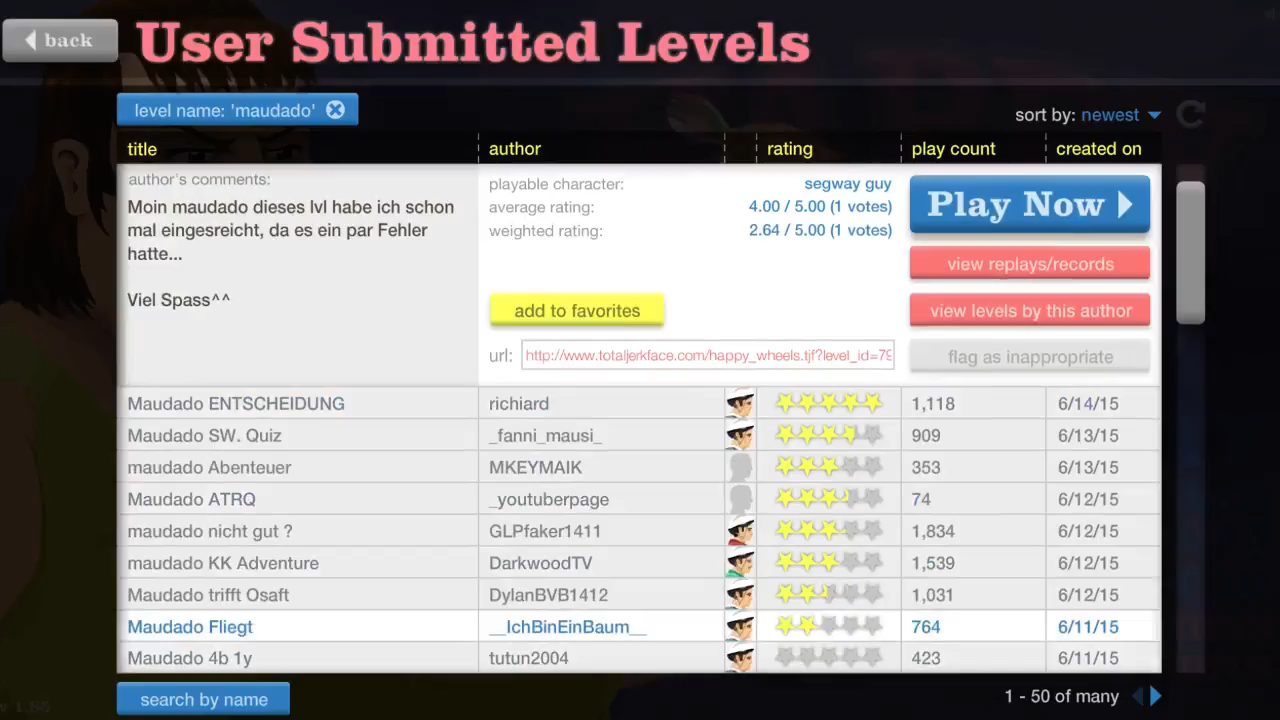 back
User Submitted Levels
level name: 'maudado'
sort by: newest
title author rating play count created on
author's comments:
Moin maudado dieses lvl habe ich schon
mal eingesreicht, da es ein par Fehler
hatte...
Viel Spass^^
playable character: segway guy
average rating: 4.00 / 5.00 (1 votes)
weighted rating: 2.64 / 5.00 (1 votes)
add to favorites
url: http://www.totaljerkface.com/happy_wheels.tjf?level_id=79
Play Now
view replays/records
view levels by this author
flag as inappropriate
Maudado ENTSCHEIDUNG richiard 1,118 6/14/15
Maudado SW. Quiz _fanni_mausi_ 909 6/13/15
maudado Abenteuer MKEYMAIK 353 6/13/15
Maudado ATRQ _youtuberpage 74 6/12/15
maudado nicht gut ? GLPfaker1411 1,834 6/12/15
maudado KK Adventure DarkwoodTV 1,539 6/12/15
Maudado trifft Osaft DylanBVB1412 1,031 6/12/15
Maudado Fliegt __IchBinEinBaum__ 764 6/11/15
Maudado 4b 1y tutun2004 423 6/11/15
search by name
1 - 50 of many
v 1.85